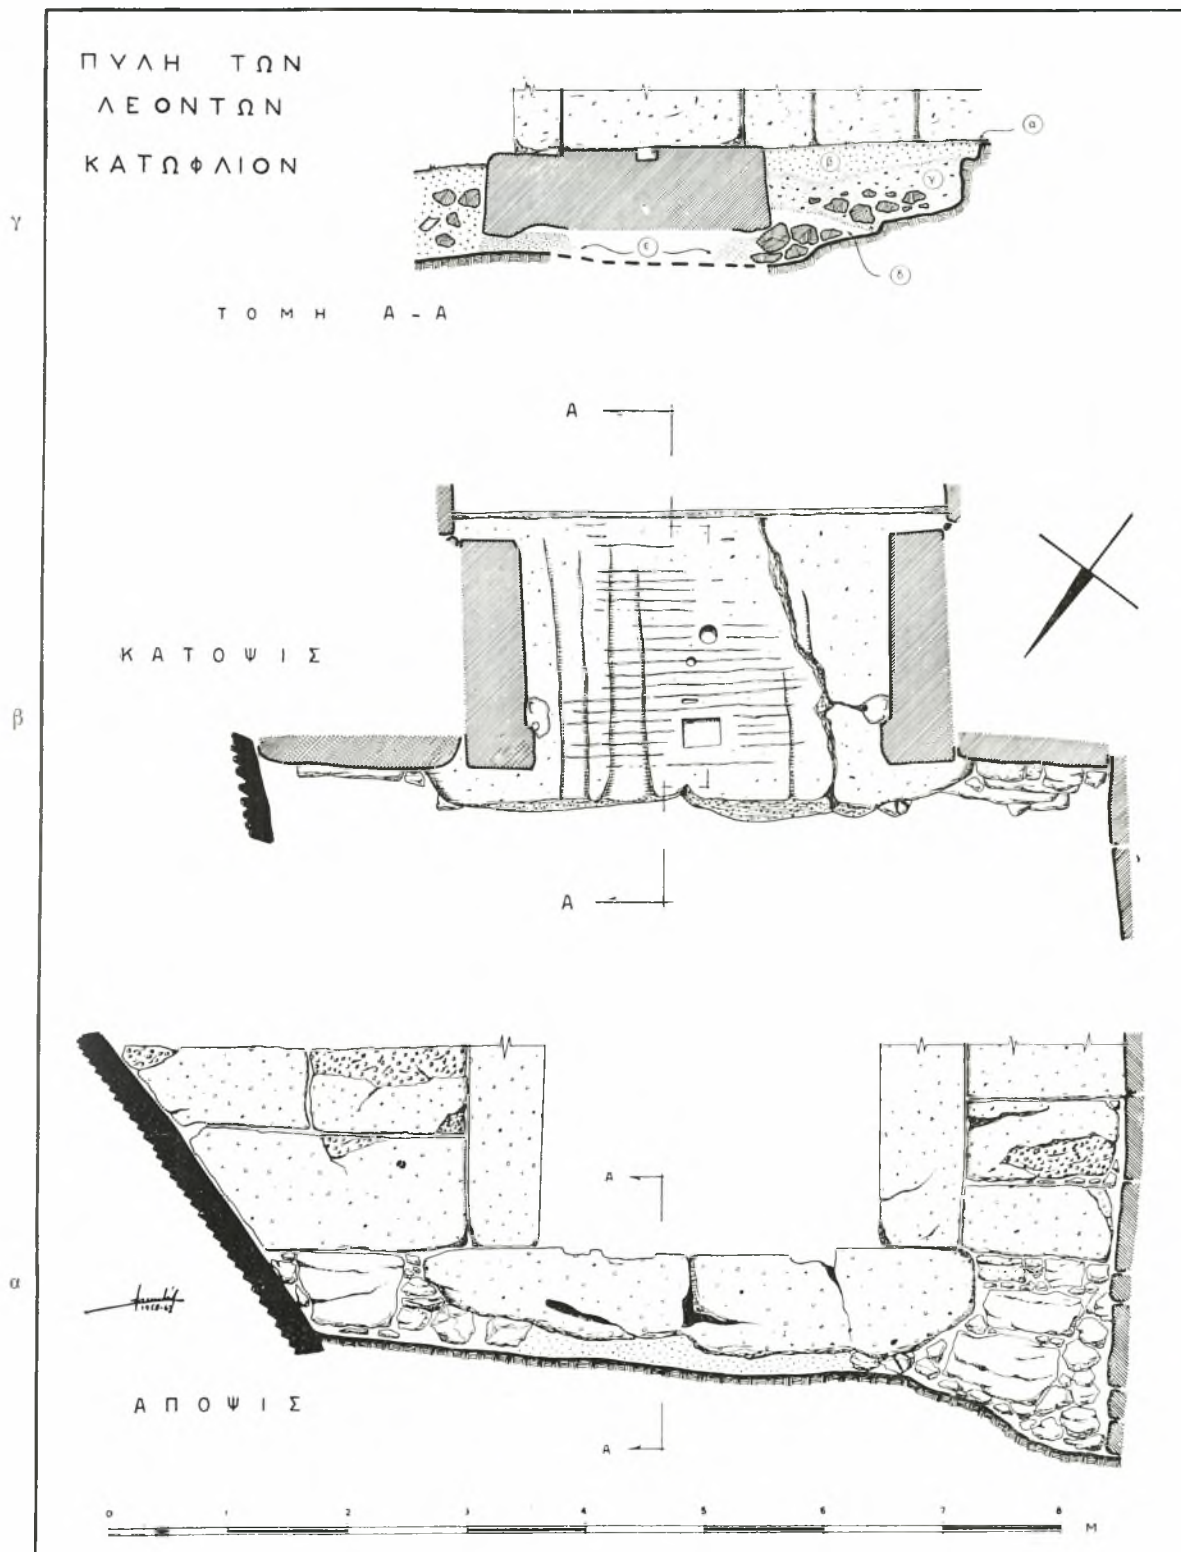 ΠΥΛΗ ΤΩΝ
ΛΕΟΝΤΩΝ
ΚΑΤΩΦΛΙΟΝ
α
β
γ
ε
δ
γ
ΤΟΜΗ Α-Α
Α
ΚΑΤΟΨΙΣ
β
Α
Α
α
ΑΠΟΨΙΣ
Α
0 1 2 3 4 5 6 7 8 Μ